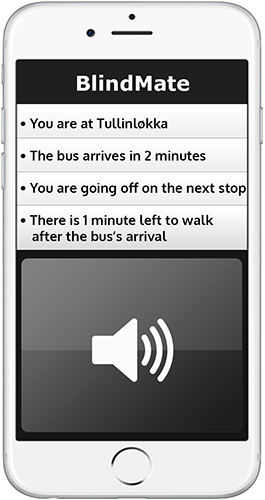 BlindMate
• You are at Tullinløkka
• The bus arrives in 2 minutes
• You are going off on the next stop
• There is 1 minute left to walk
after the bus's arrival